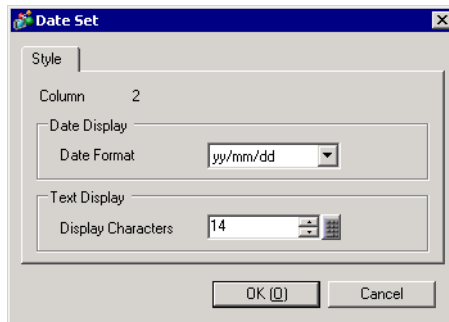 Date Set
Style
Column 2
Date Display
Date Format yy/mm/dd
Text Display
Display Characters 14
OK (O) Cancel